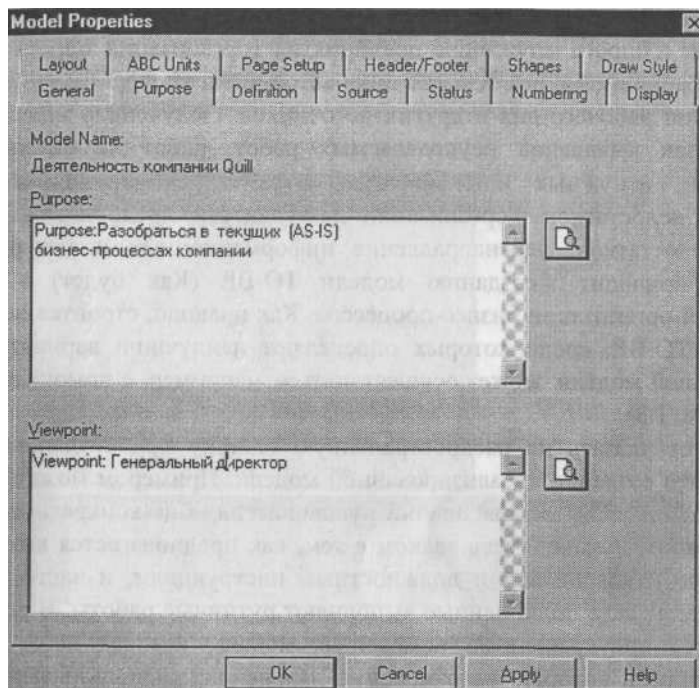 Model Properties
Layout
ABC Units
Page Setup
Header/Footer
Shapes
Draw Style
General
Purpose
Definition
Source
Status
Numbering
Display
Model Name:
Деятельность компании Quill
Purpose:
Purpose:Разобраться в текущих (AS-IS)
бизнес-процессах компании
Viewpoint:
Viewpoint: Генеральный директор
OK
Cancel
Apply
Help